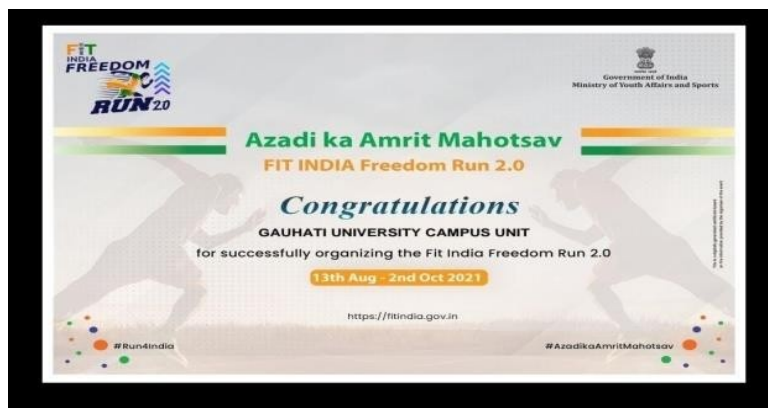 FiT
INDIA
FREEDOM
RUN 2.0
Government of India
Ministry of Youth Affairs and Sports
Azadi ka Amrit Mahotsav
FIT INDIA Freedom Run 2.0
Congratulations
GAUHATI UNIVERSITY CAMPUS UNIT
for successfully organizing the Fit India Freedom Run 2.0
13th Aug - 2nd Oct 2021
https://fitindia.gov.in
#Run4India
#AzadikaAmritMahotsav